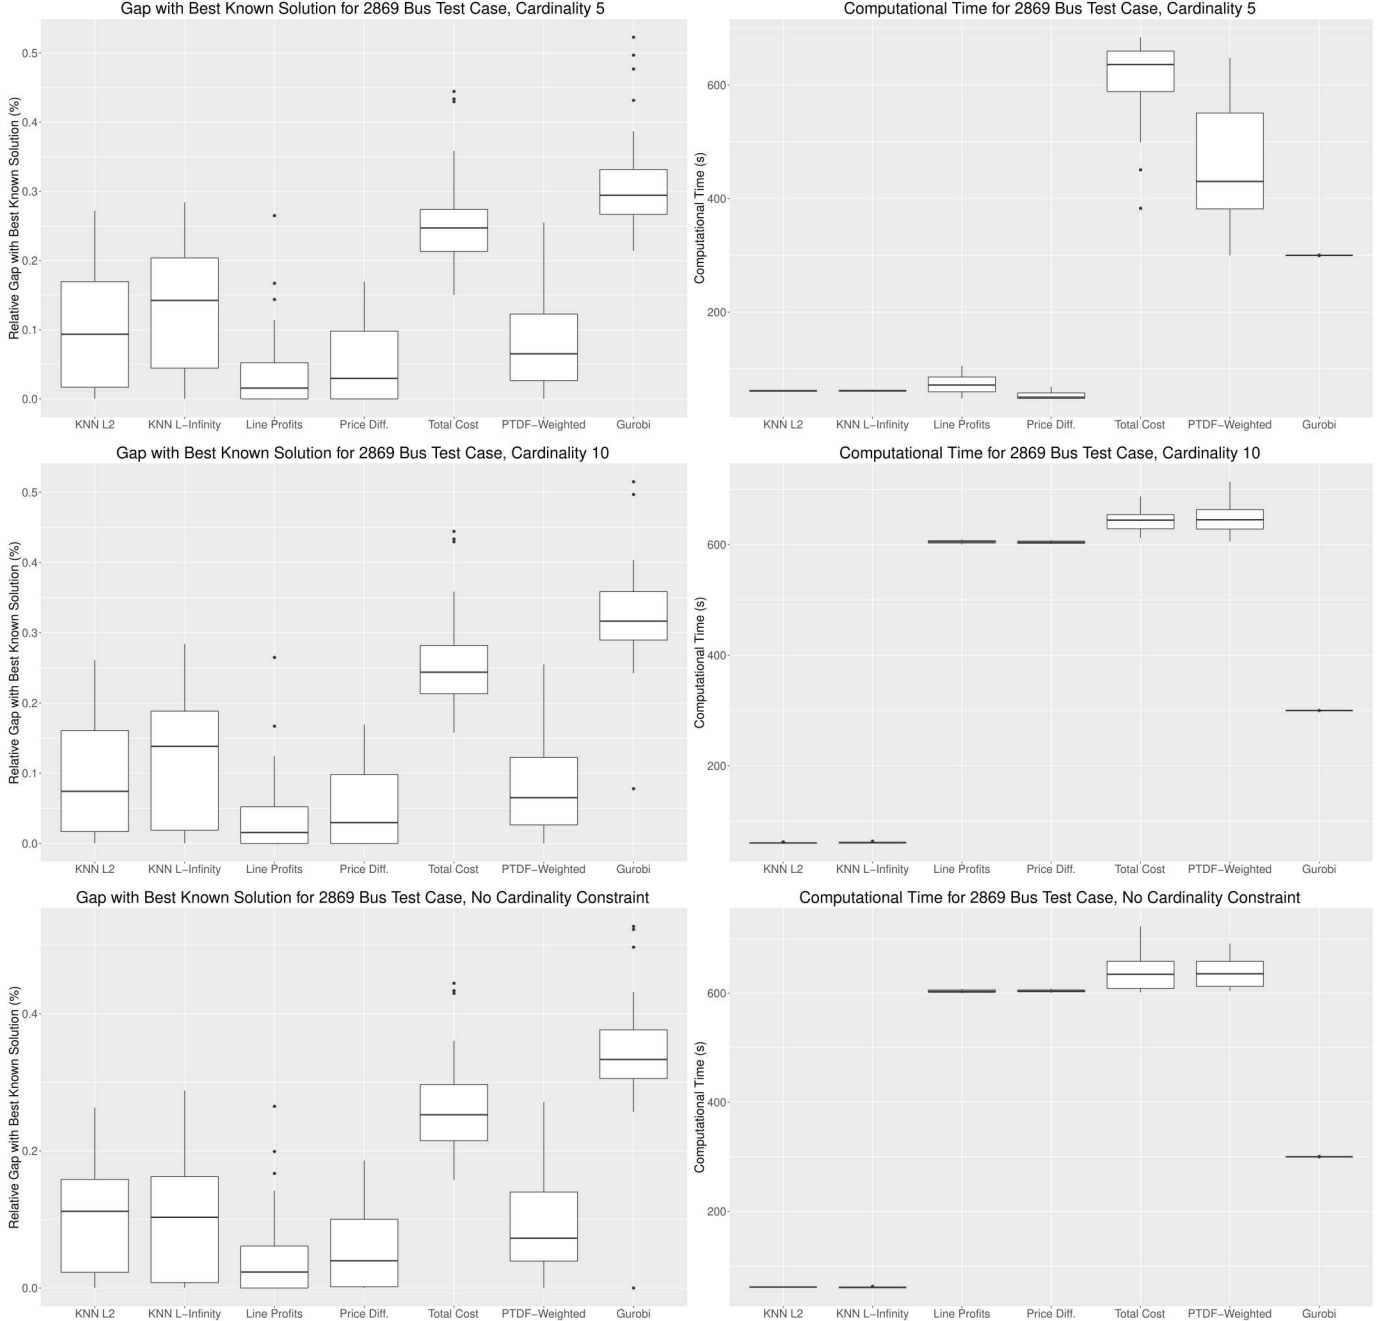 Gap with Best Known Solution for 2869 Bus Test Case, Cardinality 5
Relative Gap with Best Known Solution (%)
0.5
0.4
0.3
0.2
0.1
0.0
KNN L2 KNN L−Infinity Line Profits Price Diff. Total Cost PTDF−Weighted Gurobi
Computational Time for 2869 Bus Test Case, Cardinality 5
Computational Time (s)
600
400
200
KNN L2 KNN L−Infinity Line Profits Price Diff. Total Cost PTDF−Weighted Gurobi
Gap with Best Known Solution for 2869 Bus Test Case, Cardinality 10
Relative Gap with Best Known Solution (%)
0.5
0.4
0.3
0.2
0.1
0.0
KNN L2 KNN L−Infinity Line Profits Price Diff. Total Cost PTDF−Weighted Gurobi
Computational Time for 2869 Bus Test Case, Cardinality 10
Computational Time (s)
600
400
200
KNN L2 KNN L−Infinity Line Profits Price Diff. Total Cost PTDF−Weighted Gurobi
Gap with Best Known Solution for 2869 Bus Test Case, No Cardinality Constraint
Relative Gap with Best Known Solution (%)
0.4
0.2
0.0
KNN L2 KNN L−Infinity Line Profits Price Diff. Total Cost PTDF−Weighted Gurobi
Computational Time for 2869 Bus Test Case, No Cardinality Constraint
Computational Time (s)
600
400
200
KNN L2 KNN L−Infinity Line Profits Price Diff. Total Cost PTDF−Weighted Gurobi